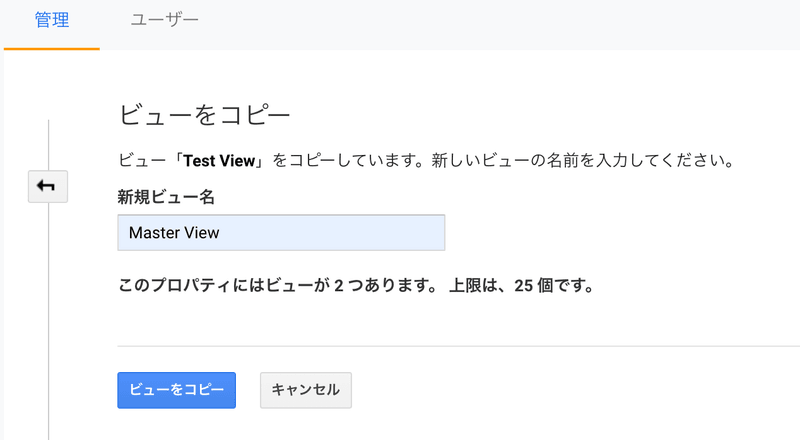 管理 ユーザー
ビューをコピー
ビュー「Test View」をコピーしています。新しいビューの名前を入力してください。
新規ビュー名
Master View
このプロパティにはビューが 2 つあります。 上限は、25 個です。
ビューをコピー キャンセル